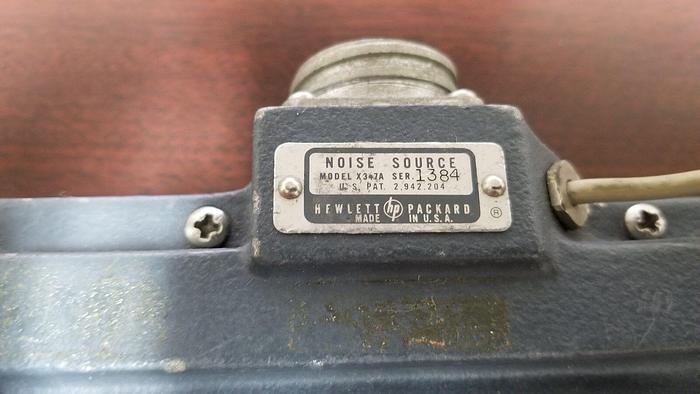 NOISE SOURCE
MODEL X347A SER. 1384
U.S. PAT. 2,942,204
HEWLETT hp PACKARD ®
MADE IN U.S.A.